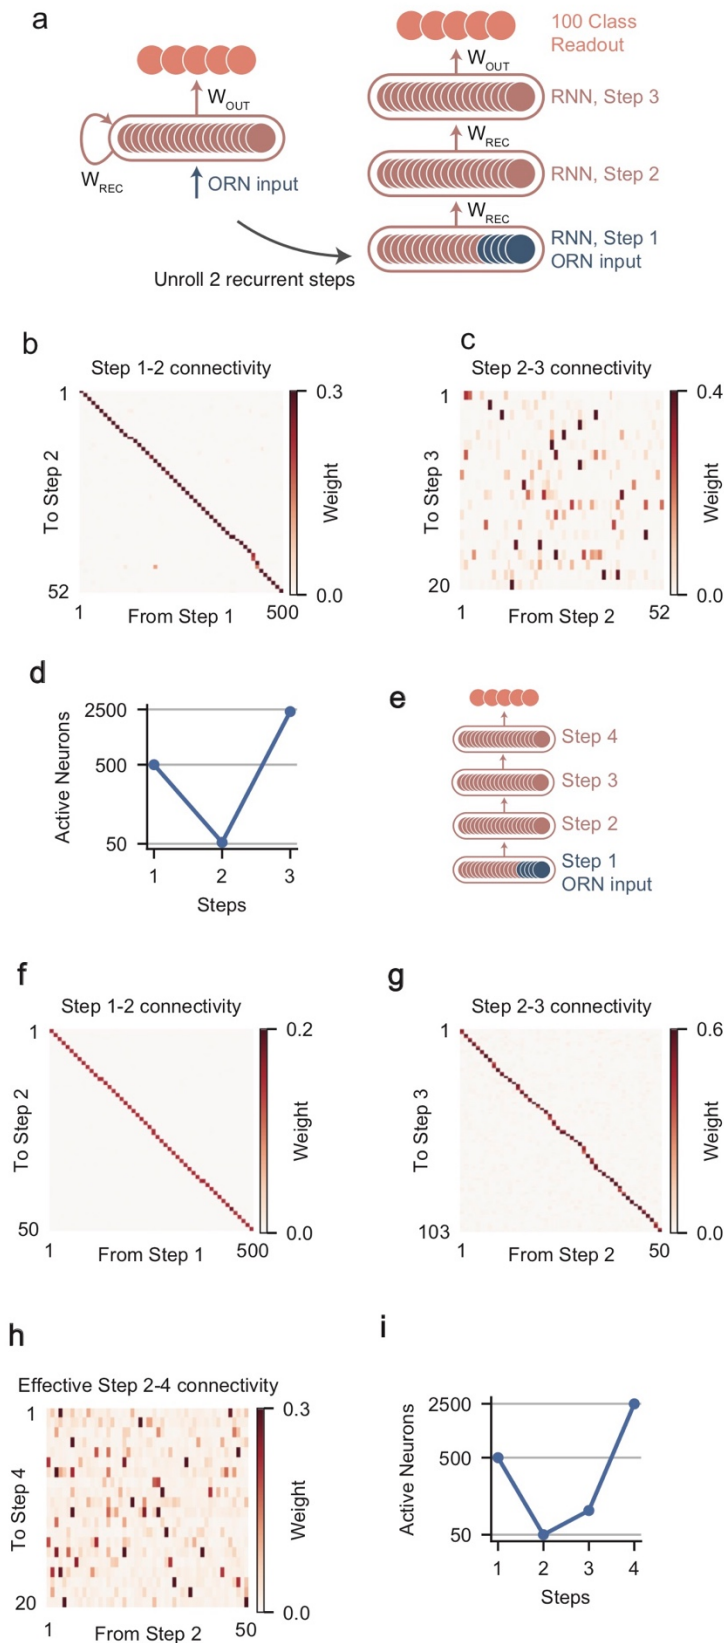 a
W_OUT
W_REC
ORN input
Unroll 2 recurrent steps
100 Class
Readout
W_OUT
RNN, Step 3
W_REC
RNN, Step 2
W_REC
RNN, Step 1
ORN input
b
Step 1-2 connectivity
1
To Step 2
52
1
From Step 1
500
0.3
Weight
0.0
c
Step 2-3 connectivity
1
To Step 3
20
1
From Step 2
52
0.4
Weight
0.0
d
2500
500
50
Active Neurons
1 2 3
Steps
e
Step 4
Step 3
Step 2
Step 1
ORN input
f
Step 1-2 connectivity
1
To Step 2
50
1
From Step 1
500
0.2
Weight
0.0
g
Step 2-3 connectivity
1
To Step 3
103
1
From Step 2
50
0.6
Weight
0.0
h
Effective Step 2-4 connectivity
1
To Step 4
20
1
From Step 2
50
0.3
Weight
0.0
i
2500
500
50
Active Neurons
1 2 3 4
Steps